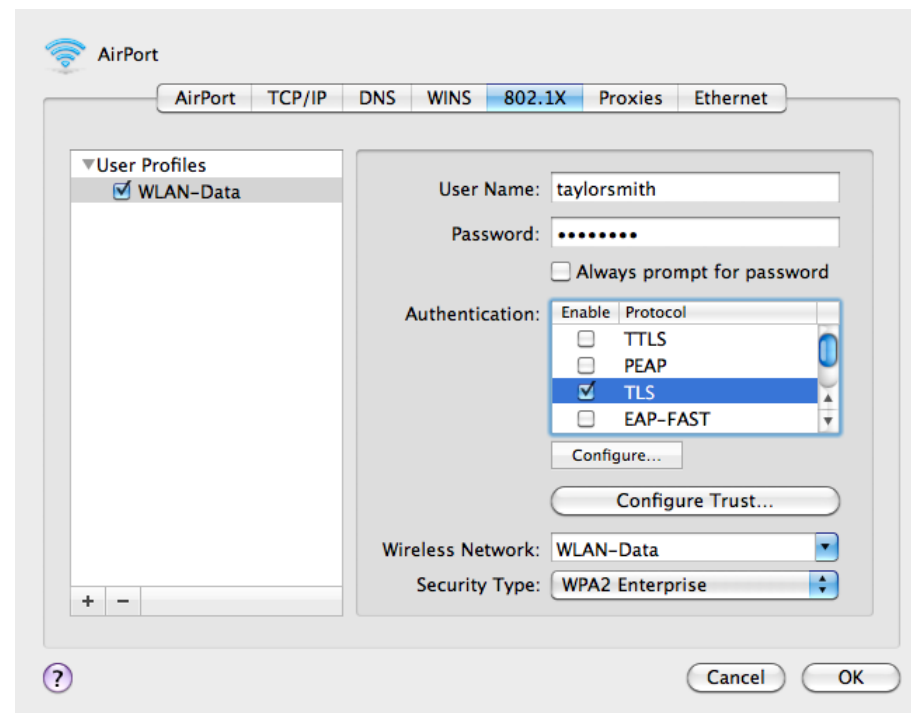 AirPort
AirPort TCP/IP DNS WINS 802.1X Proxies Ethernet
User Profiles
WLAN-Data
User Name: taylorsmith
Password: ••••••••
Always prompt for password
Authentication: Enable Protocol
TTLS
PEAP
TLS
EAP-FAST
Configure...
Configure Trust...
Wireless Network: WLAN-Data
Security Type: WPA2 Enterprise
+ −
? Cancel OK